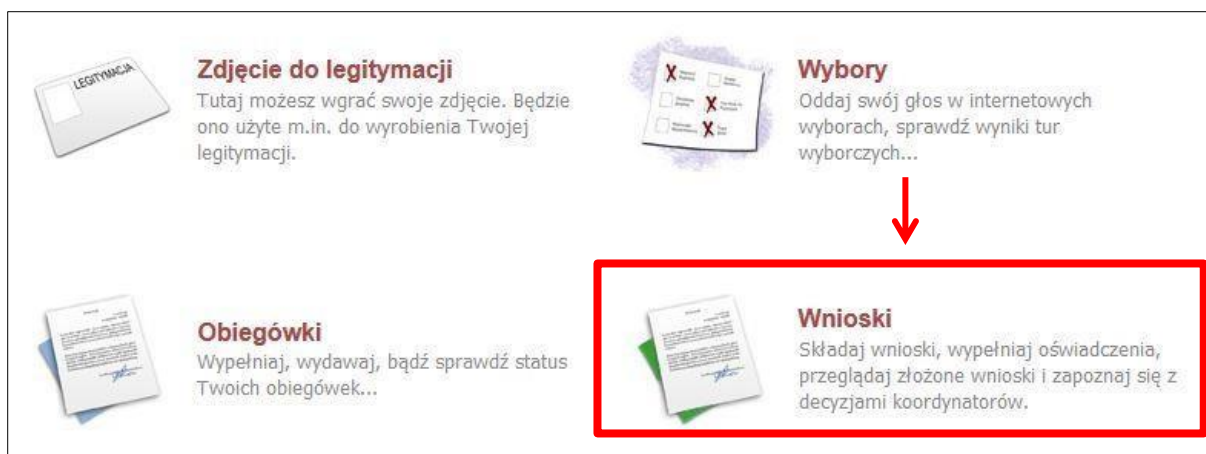 LEGITYMACJA
Zdjęcie do legitymacji
Tutaj możesz wgrać swoje zdjęcie. Będzie
ono użyte m.in. do wyrobienia Twojej
legitymacji.
Wybory
Oddaj swój głos w internetowych
wyborach, sprawdź wyniki tur
wyborczych...
Obiegówki
Wypełniaj, wydawaj, bądź sprawdź status
Twoich obiegówek...
Wnioski
Składaj wnioski, wypełniaj oświadczenia,
przeglądaj złożone wnioski i zapoznaj się z
decyzjami koordynatorów.